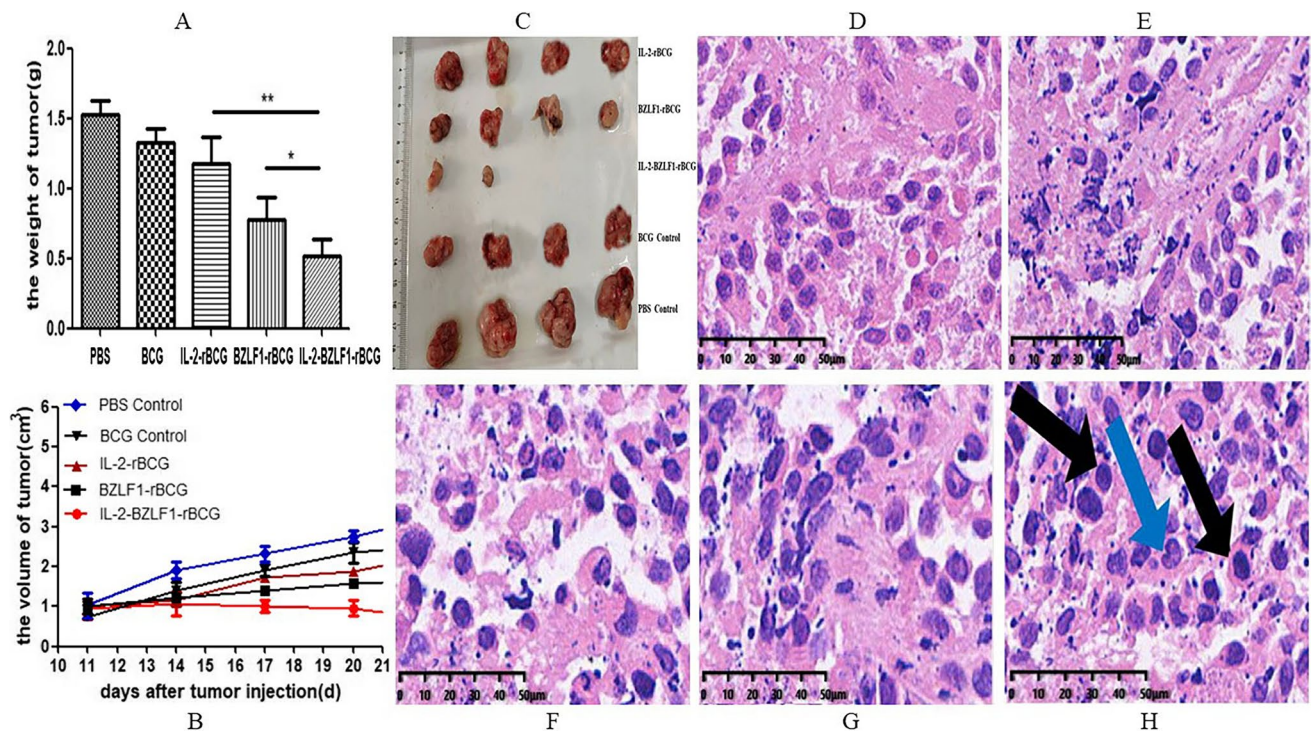 A
the weight of tumor(g)
2.0
1.5
1.0
0.5
0.0
**
*
PBS
BCG
IL-2-rBCG
BZLF1-rBCG
IL-2-BZLF1-rBCG
C
IL-2-rBCG
BZLF1-rBCG
IL-2-BZLF1-rBCG
BCG Control
PBS Control
D
0 10 20 30 40 50μm
E
0 10 20 30 40 50μm
the volume of tumor(cm³)
6
5
4
3
2
1
0
PBS Control
BCG Control
IL-2-rBCG
BZLF1-rBCG
IL-2-BZLF1-rBCG
10 11 12 13 14 15 16 17 18 19 20 21
days after tumor injection(d)
B
0 10 20 30 40 50μm
F
0 10 20 30 40 50μm
G
0 10 20 30 40 50μm
H